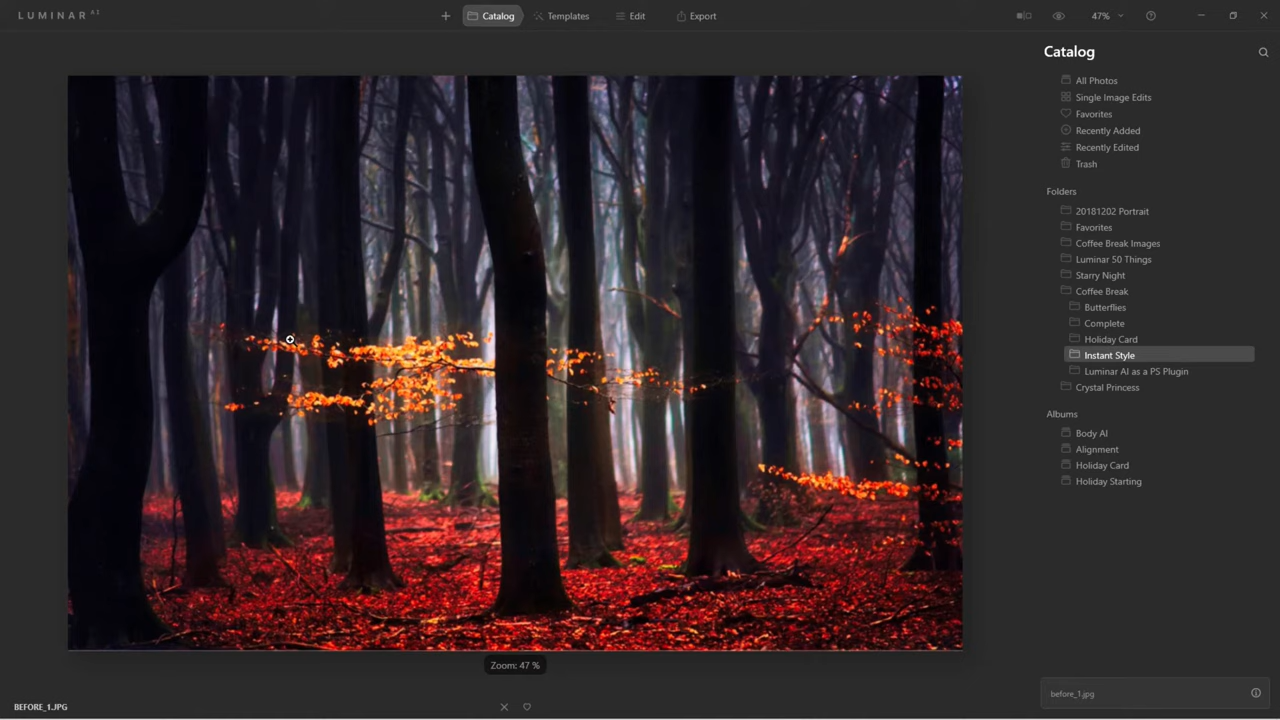 LUMINAR AI
Catalog
Templates
Edit
Export
47%
Catalog
All Photos
Single Image Edits
Favorites
Recently Added
Recently Edited
Trash
Folders
20181202 Portrait
Favorites
Coffee Break Images
Luminar 50 Things
Starry Night
Coffee Break
Butterflies
Complete
Holiday Card
Instant Style
Luminar AI as a PS Plugin
Crystal Princess
Albums
Body AI
Alignment
Holiday Card
Holiday Starting
Zoom: 47 %
before_1.jpg
BEFORE_1.JPG